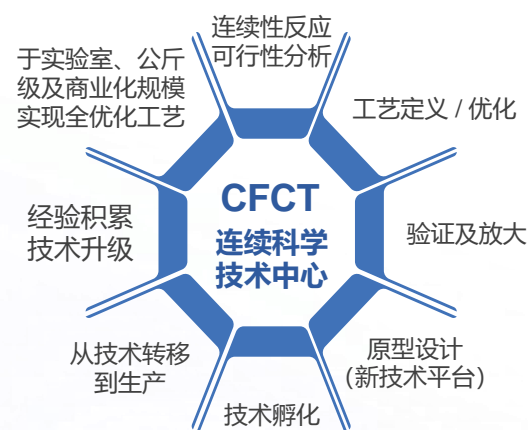 连续性反应
可行性分析
工艺定义 / 优化
验证及放大
原型设计
（新技术平台）
技术孵化
从技术转移
到生产
经验积累
技术升级
于实验室、公斤
级及商业化规模
实现全优化工艺
CFCT
连续科学
技术中心